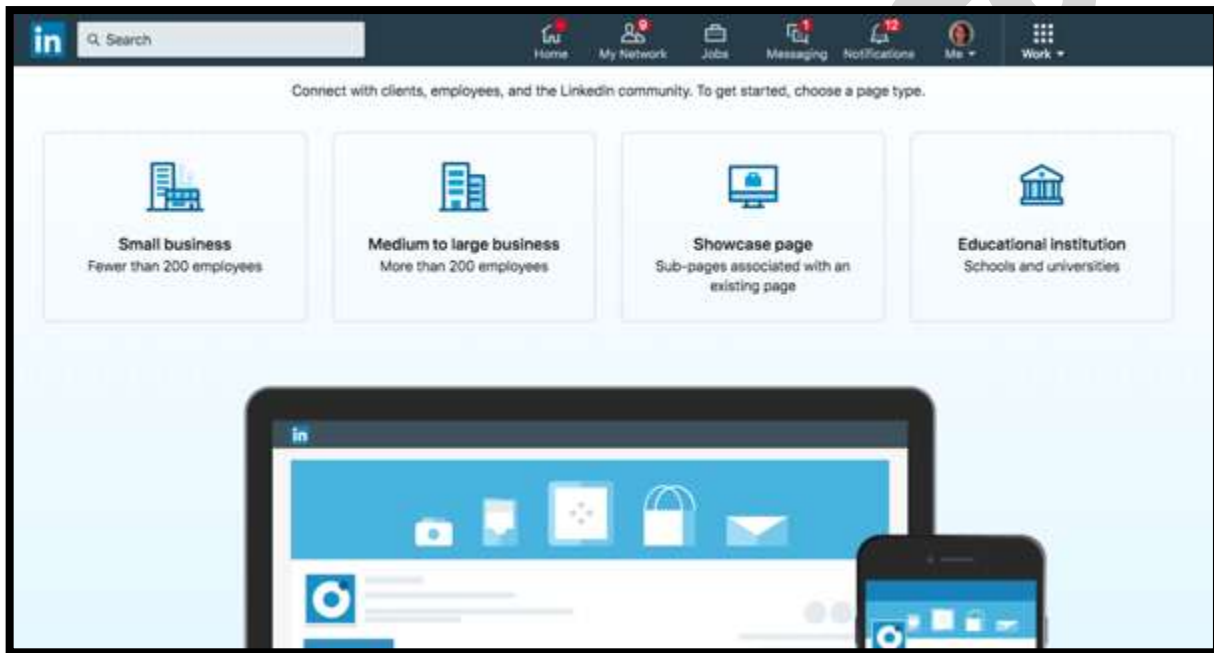 in
Search
Home
My Network
Jobs
Messaging
Notifications
Me
Work
9
1
12
Connect with clients, employees, and the LinkedIn community. To get started, choose a page type.
Small business
Fewer than 200 employees
Medium to large business
More than 200 employees
Showcase page
Sub-pages associated with an
existing page
Educational institution
Schools and universities
in